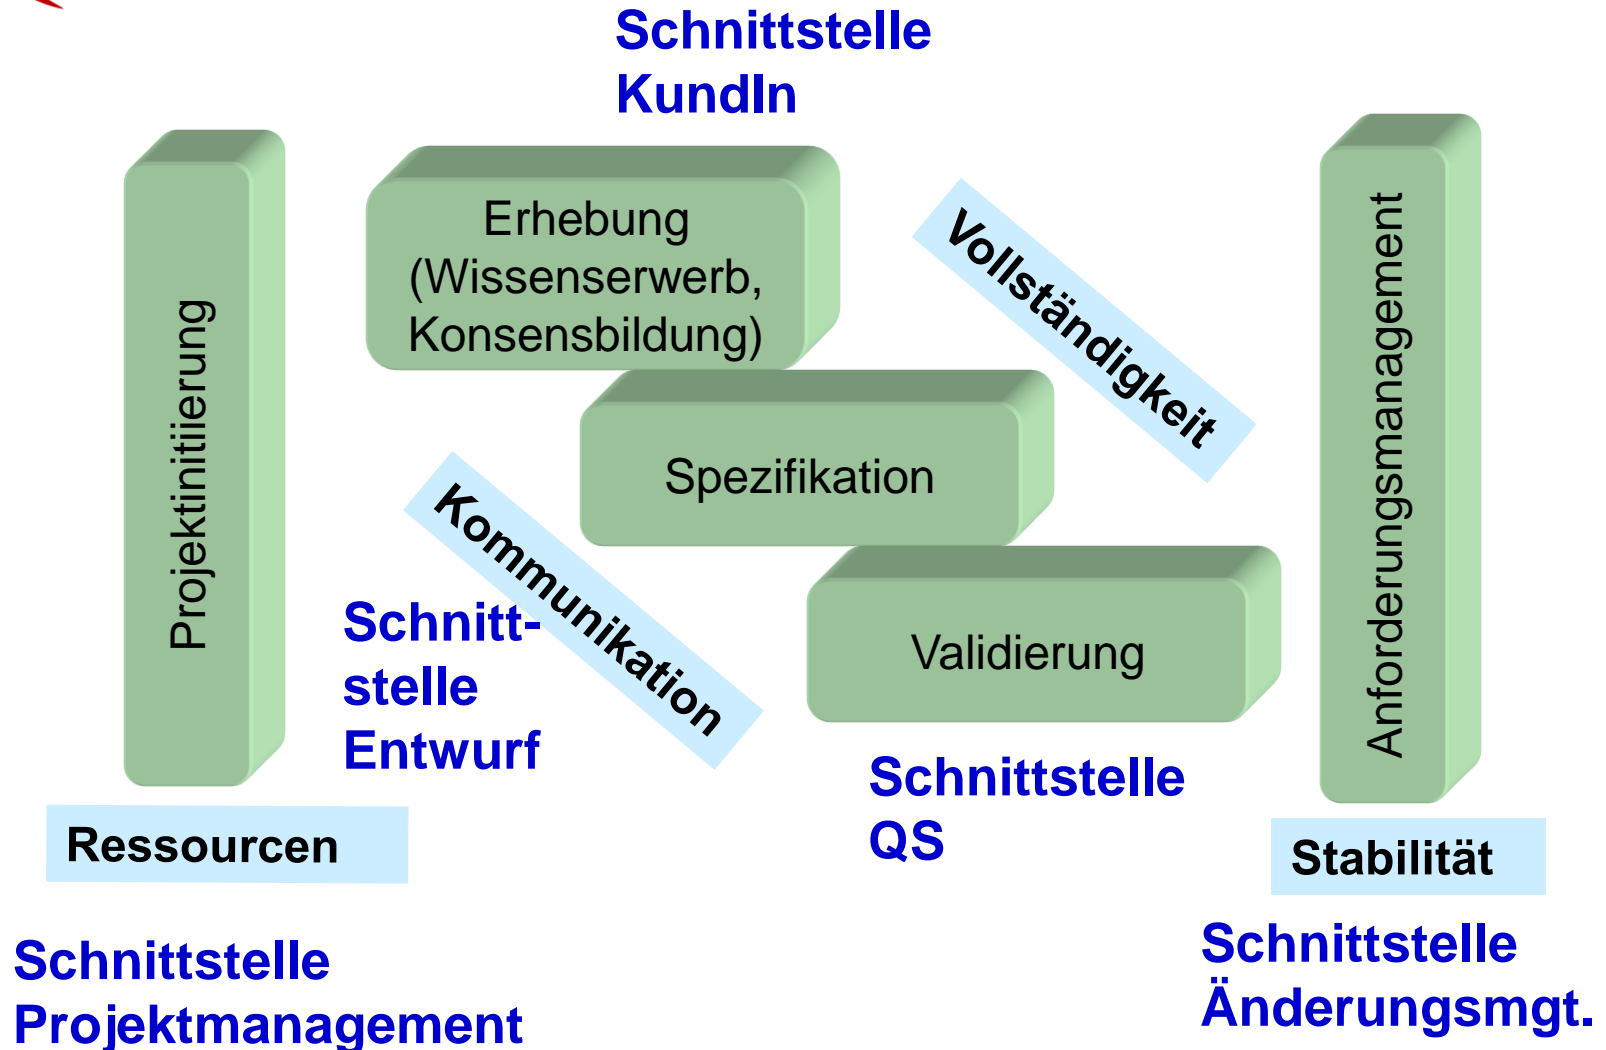 Schnittstelle
KundIn
Projektinitiierung
Erhebung
(Wissenserwerb,
Konsensbildung)
Vollständigkeit
Anforderungsmanagement
Spezifikation
Kommunikation
Schnitt-
stelle
Entwurf
Validierung
Schnittstelle
QS
Ressourcen
Stabilität
Schnittstelle
Projektmanagement
Schnittstelle
Änderungsmgt.